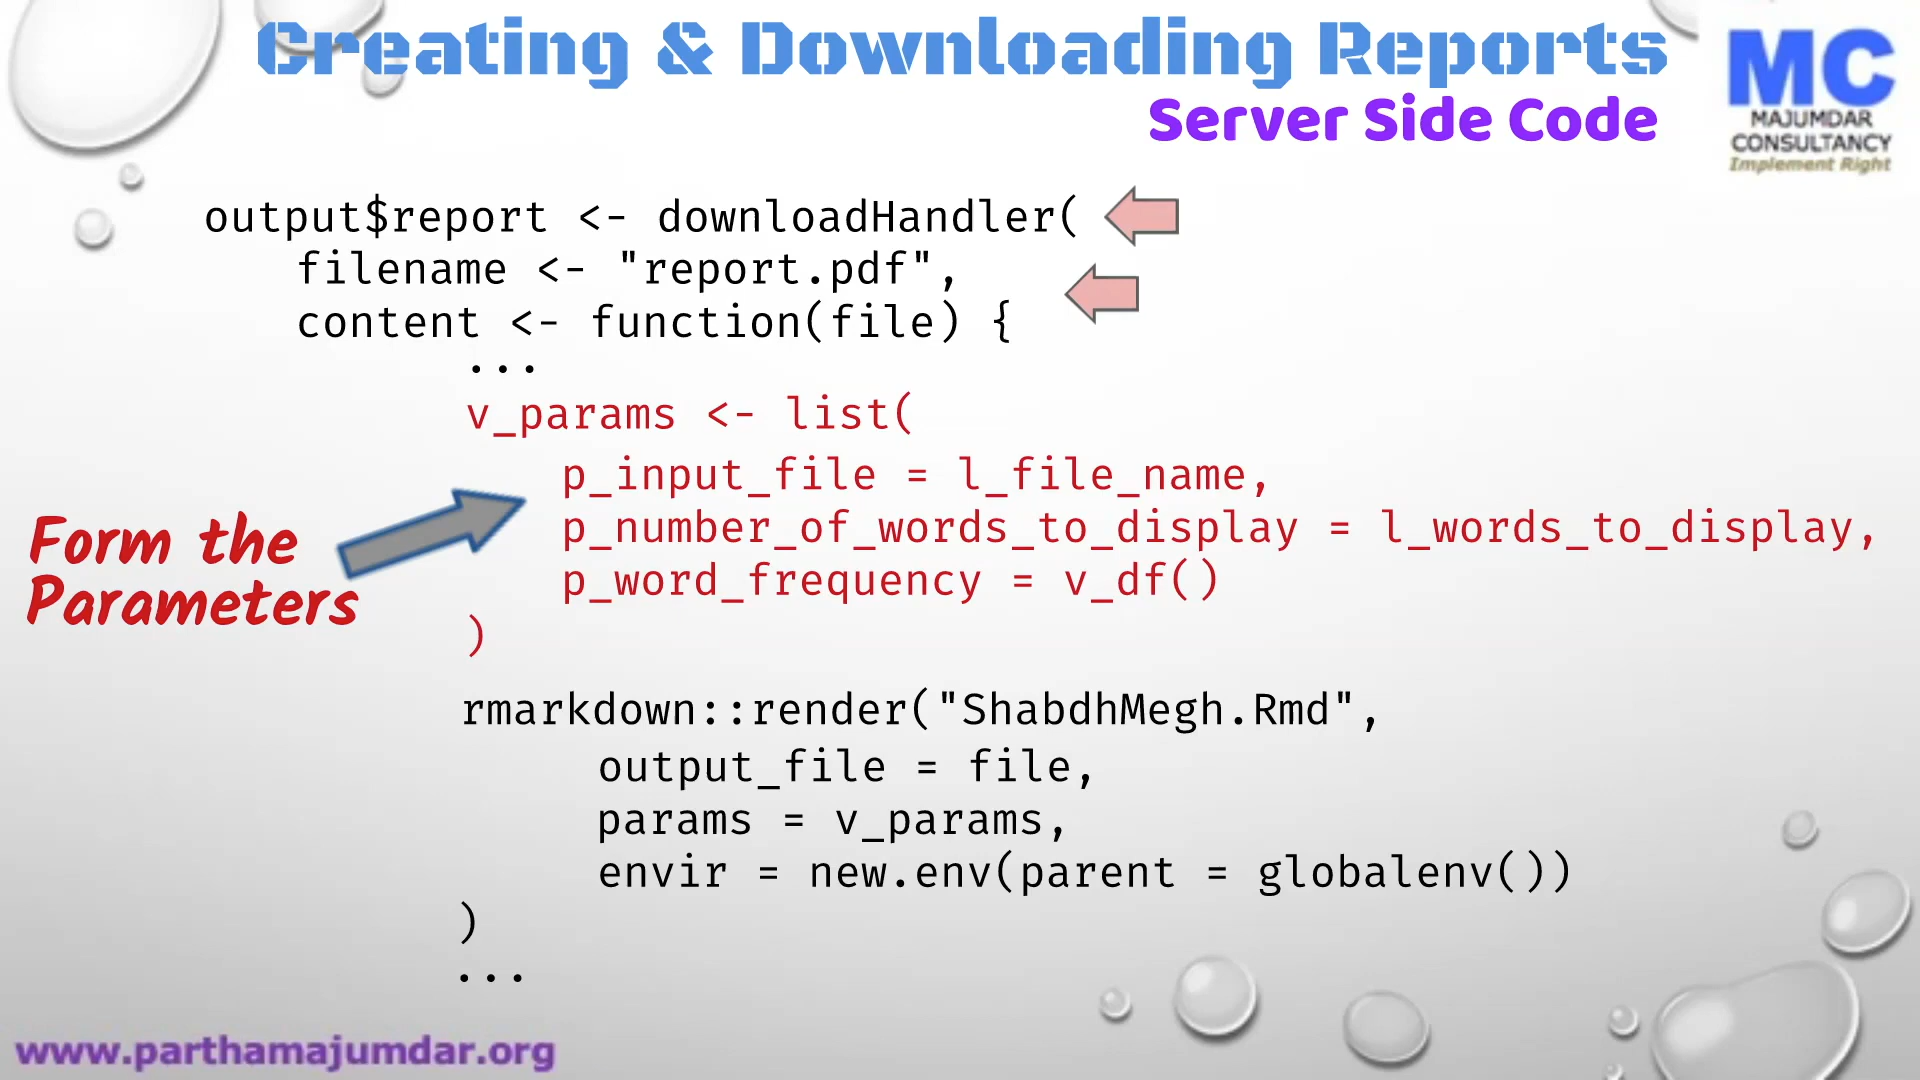 Creating & Downloading Reports
Server Side Code
MC
MAJUMDAR
CONSULTANCY
Implement Right
output$report <- downloadHandler(
filename <- "report.pdf",
content <- function(file) {
...
v_params <- list(
p_input_file = l_file_name,
p_number_of_words_to_display = l_words_to_display,
p_word_frequency = v_df()
)
Form the
Parameters
rmarkdown::render("ShabdhMegh.Rmd",
output_file = file,
params = v_params,
envir = new.env(parent = globalenv())
)
...
www.parthamajumdar.org